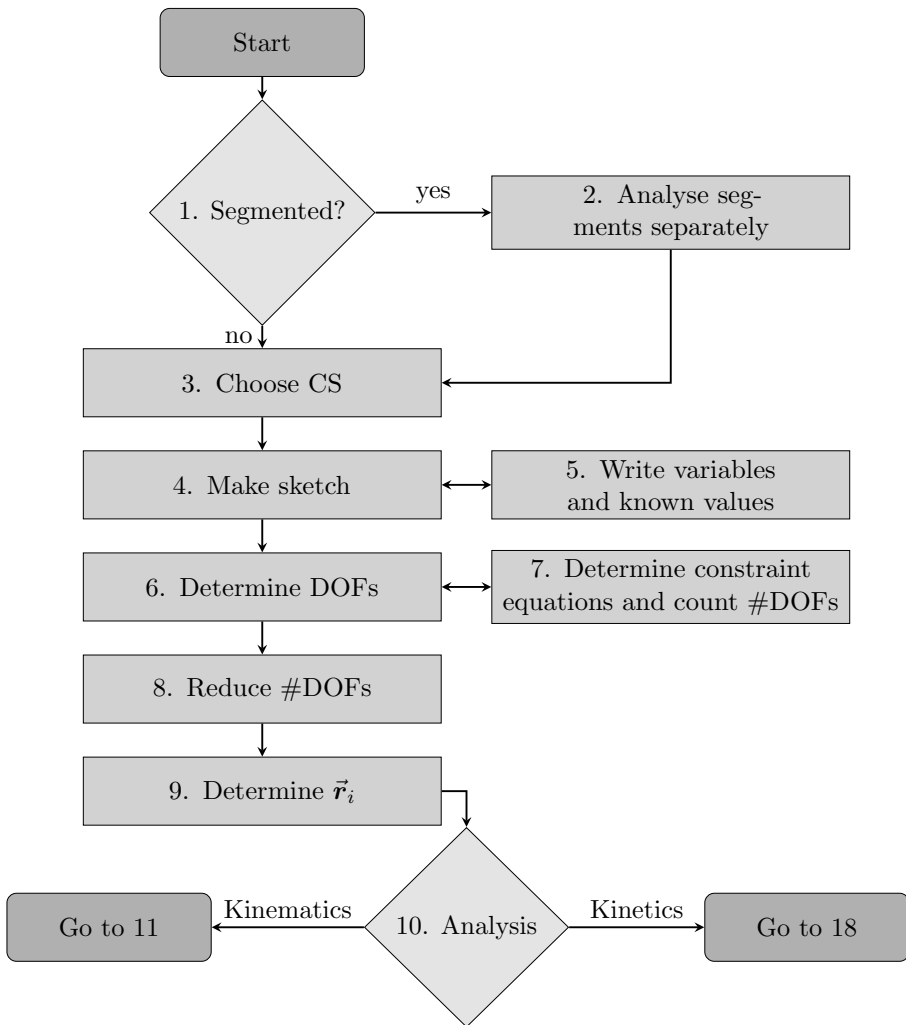 Start
1. Segmented?
yes
2. Analyse seg-
ments separately
no
3. Choose CS
4. Make sketch
5. Write variables
and known values
6. Determine DOFs
7. Determine constraint
equations and count #DOFs
8. Reduce #DOFs
9. Determine $\vec{r}_i$
Kinematics
Kinetics
Go to 11
10. Analysis
Go to 18